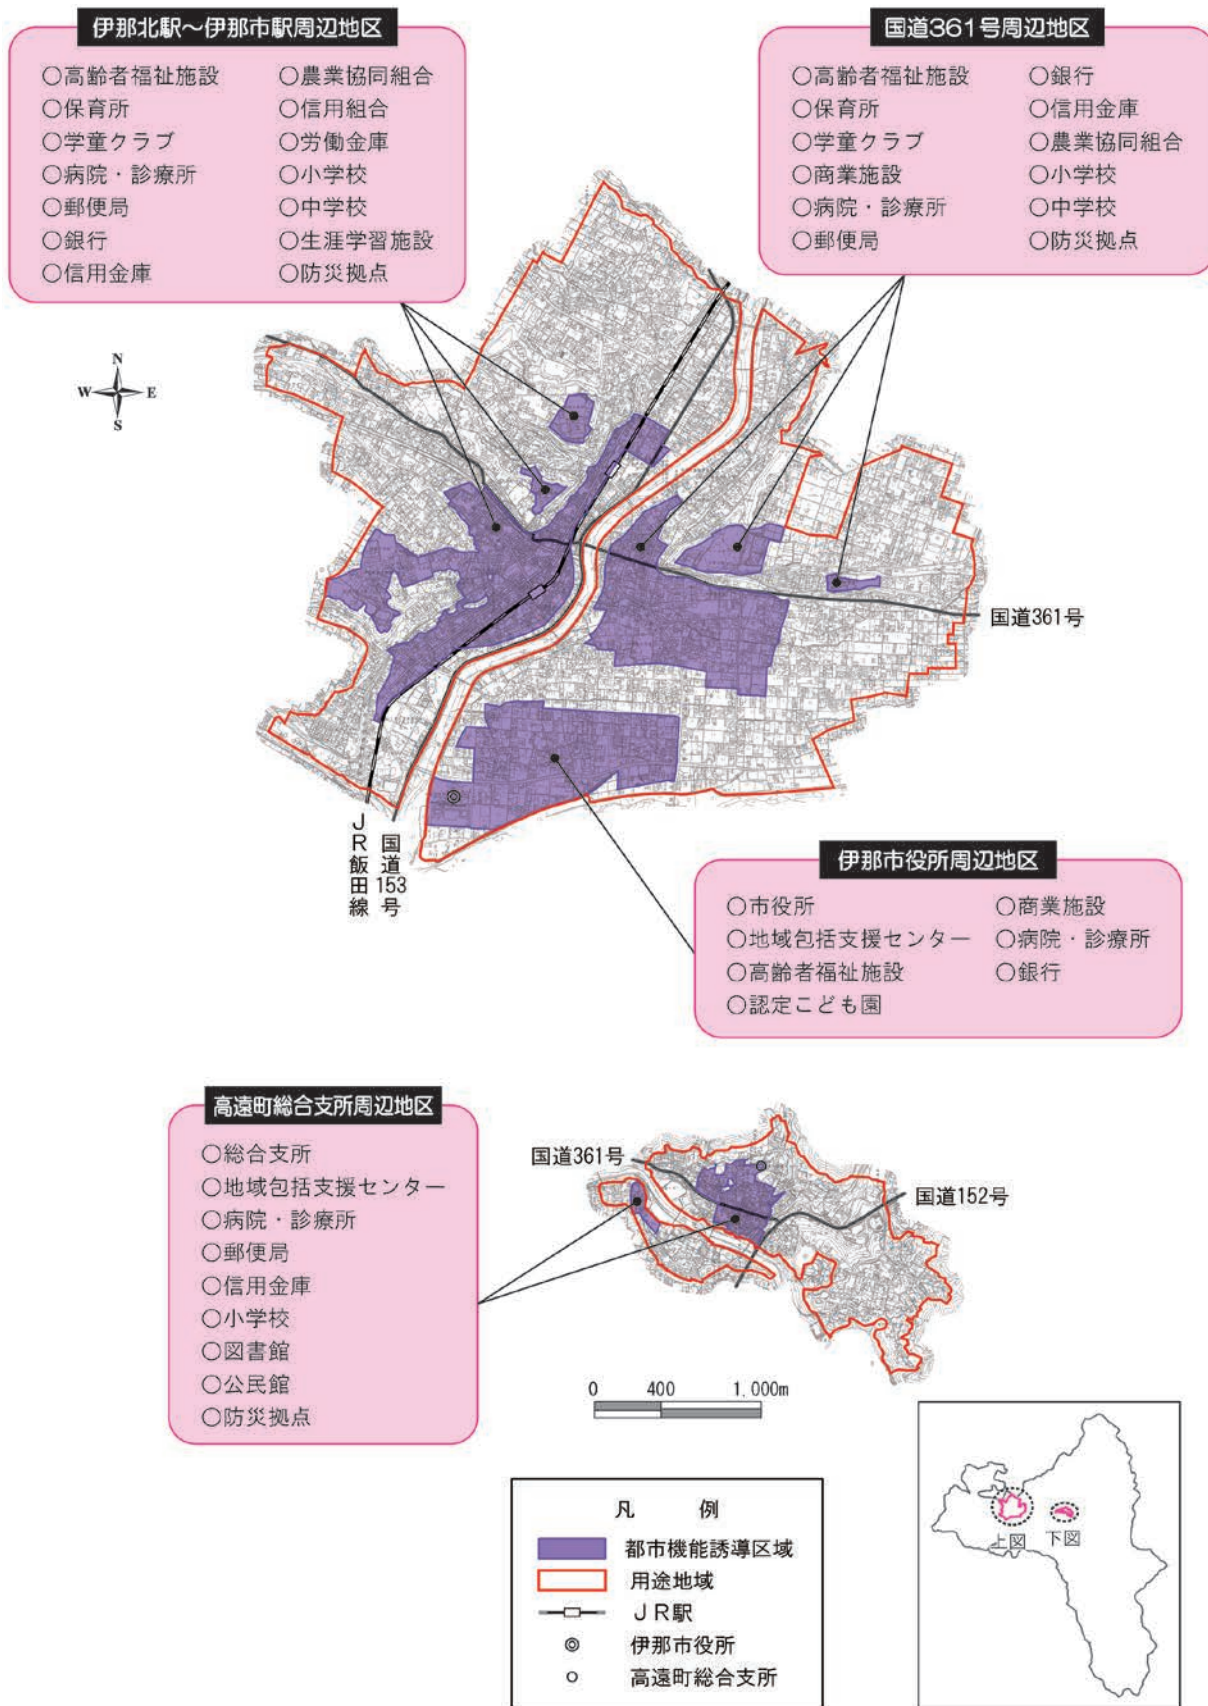 伊那北駅～伊那市駅周辺地区
○高齢者福祉施設
○保育所
○学童クラブ
○病院・診療所
○郵便局
○銀行
○信用金庫
○農業協同組合
○信用組合
○労働金庫
○小学校
○中学校
○生涯学習施設
○防災拠点
国道361号周辺地区
○高齢者福祉施設
○保育所
○学童クラブ
○商業施設
○病院・診療所
○郵便局
○銀行
○信用金庫
○農業協同組合
○小学校
○中学校
○防災拠点
N
W
E
S
国道361号
JR飯田線
国道153号
伊那市役所周辺地区
○市役所
○地域包括支援センター
○高齢者福祉施設
○認定こども園
○商業施設
○病院・診療所
○銀行
高遠町総合支所周辺地区
○総合支所
○地域包括支援センター
○病院・診療所
○郵便局
○信用金庫
○小学校
○図書館
○公民館
○防災拠点
国道361号
国道152号
0 400 1,000m
凡 例
都市機能誘導区域
用途地域
JR駅
伊那市役所
高遠町総合支所
上図
下図